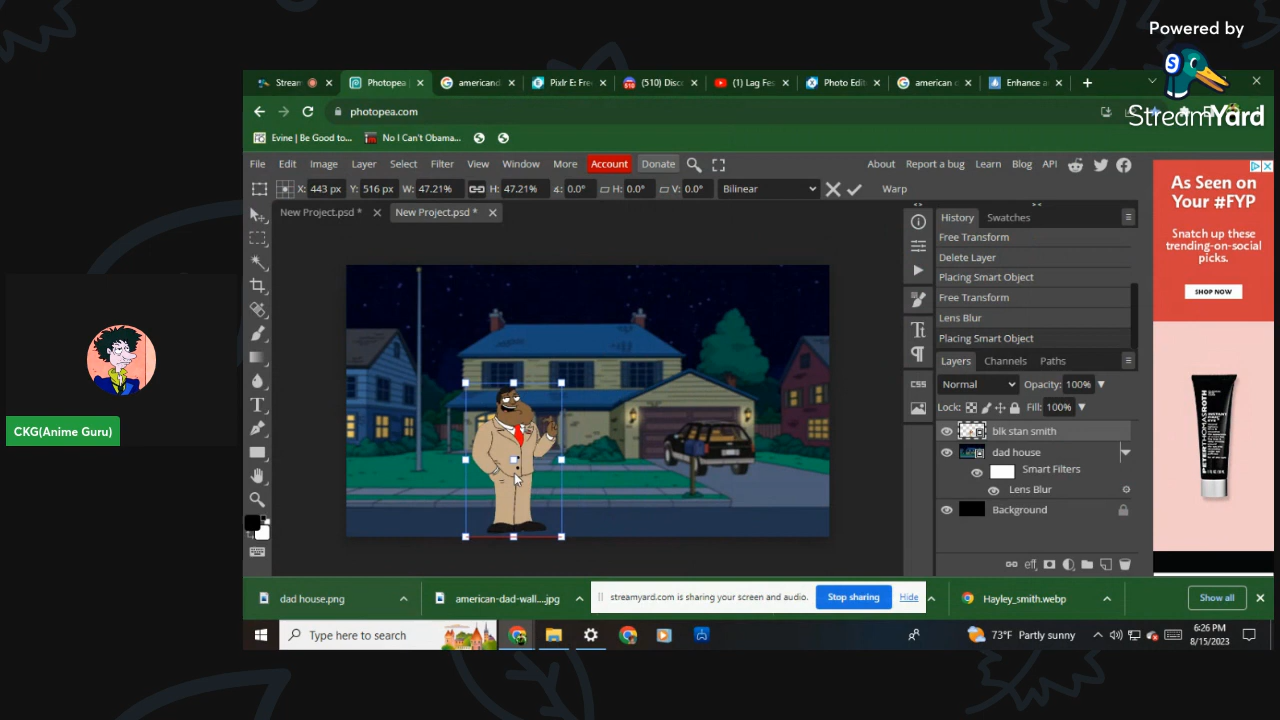 Powered by
StreamYard
Stream
Photopea
americand
Pixlr E: Fre
(510) Disc
(1) Lag Fes
Photo Edit
american d
Enhance a
photopea.com
Evine | Be Good to...
No I Can't Obama...
File Edit Image Layer Select Filter View Window More Account Donate
About Report a bug Learn Blog API
X: 443 px Y: 516 px W: 47.21% H: 47.21% 0.0° H: 0.0° V: 0.0° Bilinear Warp
New Project.psd * New Project.psd *
History Swatches
Free Transform
Delete Layer
Placing Smart Object
Free Transform
Lens Blur
Placing Smart Object
Layers Channels Paths
Normal Opacity: 100%
Lock: Fill: 100%
blk stan smith
dad house
Smart Filters
Lens Blur
Background
CSS
As Seen on
Your #FYP
Snatch up these
trending-on-social
picks.
SHOP NOW
PETERTHOMASROTH
CKG(Anime Guru)
dad house.png
american-dad-wall....jpg
streamyard.com is sharing your screen and audio.
Stop sharing
Hide
Hayley_smith.webp
Show all
Type here to search
73°F Partly sunny
6:26 PM
8/15/2023